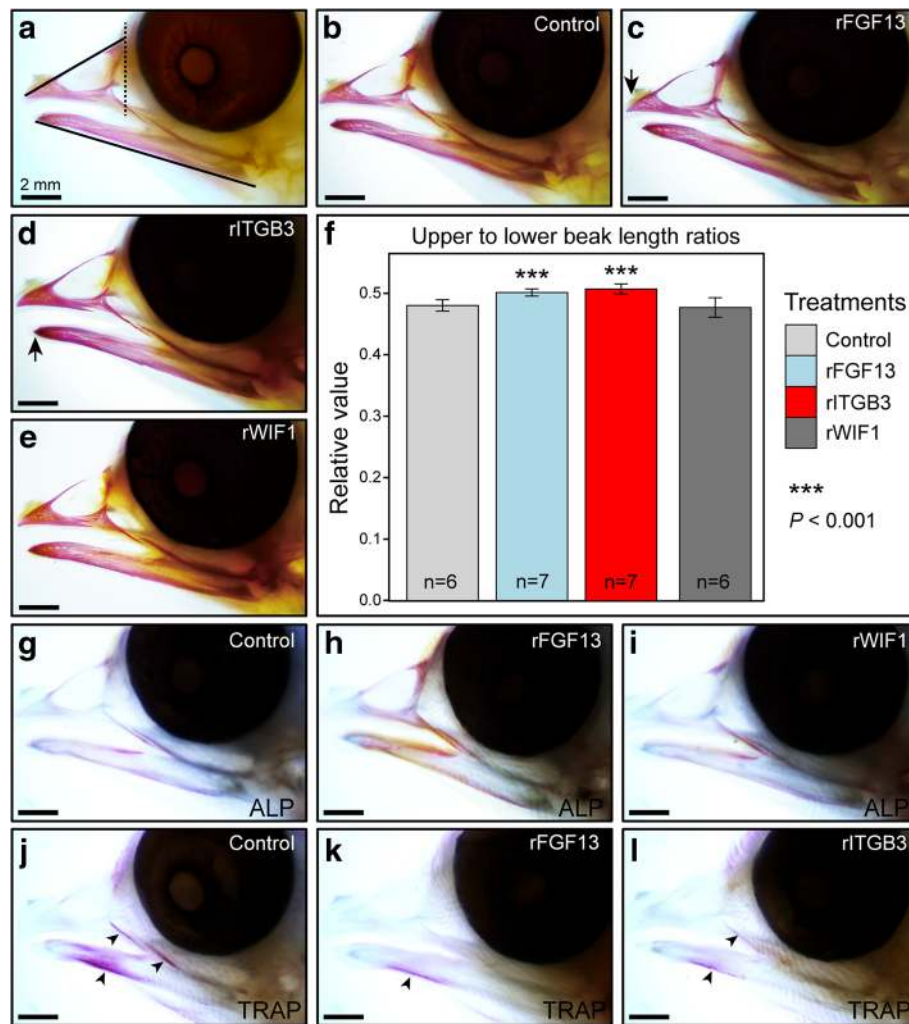 a
2 mm
b
Control
c
rFGF13
d
rITGB3
e
rWIF1
f
Upper to lower beak length ratios
Relative value
0.5
0.4
0.3
0.2
0.1
0.0
***
***
n=6
n=7
n=7
n=6
Treatments
Control
rFGF13
rITGB3
rWIF1
***
P < 0.001
g
Control
ALP
h
rFGF13
ALP
i
rWIF1
ALP
j
Control
TRAP
k
rFGF13
TRAP
l
rITGB3
TRAP